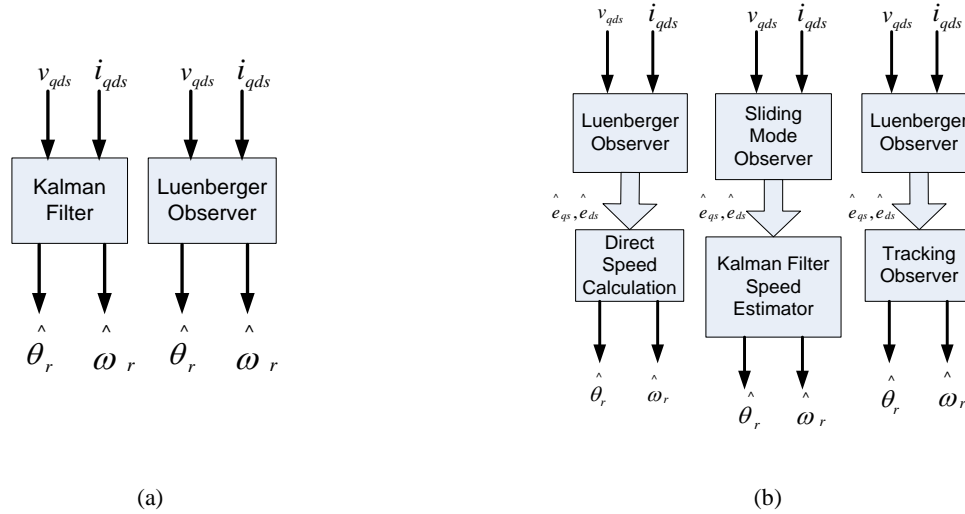 v_qds i_qds v_qds i_qds
Kalman
Filter
Luenberger
Observer
θ̂_r ω̂_r θ̂_r ω̂_r
(a)
v_qds i_qds v_qds i_qds v_qds i_qds
Luenberger
Observer
Sliding
Mode
Observer
Luenberger
Observer
ê_qs, ê_ds ê_qs, ê_ds ê_qs, ê_ds
Direct
Speed
Calculation
Kalman Filter
Speed
Estimator
Tracking
Observer
θ̂_r ω̂_r θ̂_r ω̂_r θ̂_r ω̂_r
(b)